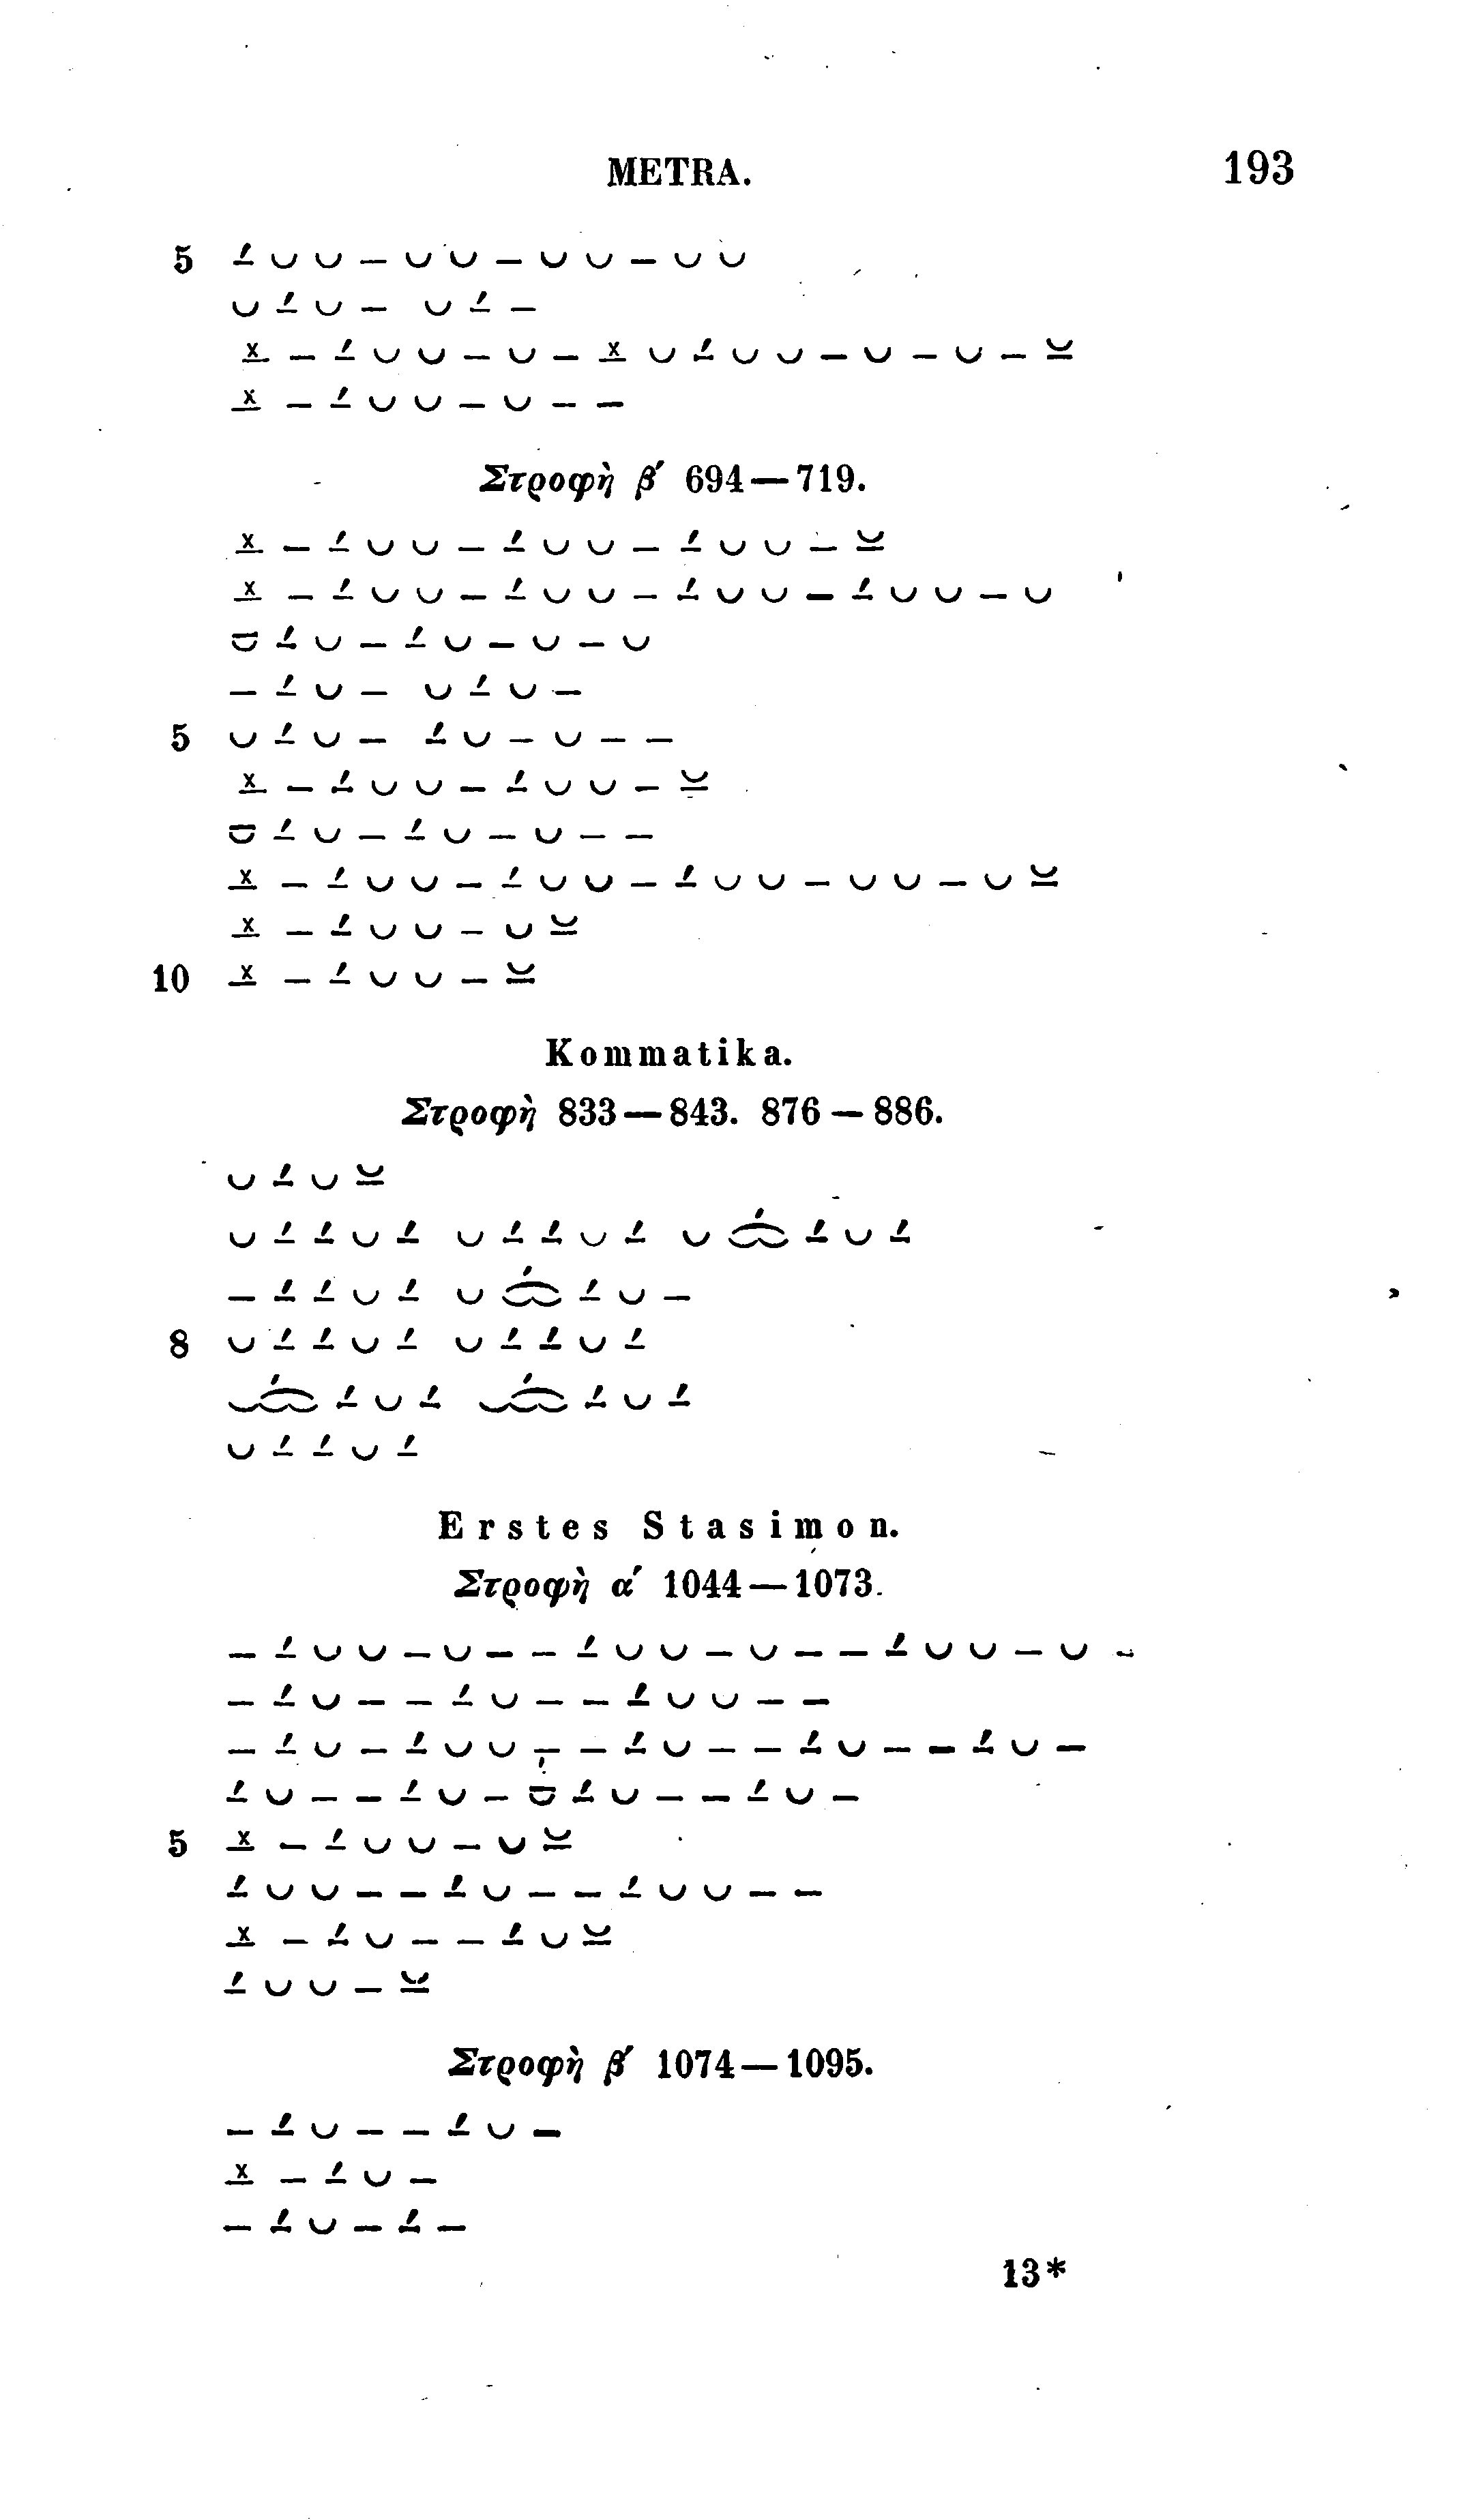 METRA. 193
5 –́ ⏑ ⏑ – ⏑ ⏑ – ⏑ ⏑ – ⏑ ⏑
⏑ –́ ⏑ – ⏑ –́ –
x̲ – –́ ⏑ ⏑ – ⏑ – x̲ ⏑ –́ ⏑ ⏑ – ⏑ – ⏑ – ⏓
x̲ – –́ ⏑ ⏑ – ⏑ – –
Στροφὴ β΄ 694—719.
x̲ – –́ ⏑ ⏑ – –́ ⏑ ⏑ – –́ ⏑ ⏑ – ⏓
x̲ – –́ ⏑ ⏑ – –́ ⏑ ⏑ – –́ ⏑ ⏑ – –́ ⏑ ⏑ – ⏑
⏒ –́ ⏑ – –́ ⏑ – ⏑ – ⏑
– –́ ⏑ – ⏑ –́ ⏑ –
5 ⏑ –́ ⏑ – –́ ⏑ – ⏑ – –
x̲ – –́ ⏑ ⏑ – –́ ⏑ ⏑ – ⏓
⏒ –́ ⏑ – –́ ⏑ – ⏑ – –
x̲ – –́ ⏑ ⏑ – –́ ⏑ ⏑ – –́ ⏑ ⏑ – ⏑ ⏑ – ⏑ ⏓
x̲ – –́ ⏑ ⏑ – ⏑ ⏓
10 x̲ – –́ ⏑ ⏑ – ⏓
Kommatika.
Στροφὴ 833—843. 876—886.
⏑ –́ ⏑ ⏓
⏑ –́ –́ ⏑ –́ ⏑ –́ –́ ⏑ –́ ⏑ ⏔́ –́ ⏑ –́
– –́ –́ ⏑ –́ ⏑ ⏔́ –́ ⏑ –
8 ⏑ –́ –́ ⏑ –́ ⏑ –́ –́ ⏑ –́
⏑⏔́ –́ ⏑ –́ ⏑⏔́ –́ ⏑ –́
⏑ –́ –́ ⏑ –́
Erstes Stasimon.
Στροφὴ α΄ 1044—1073.
– –́ ⏑ ⏑ – ⏑ – – –́ ⏑ ⏑ – ⏑ – – –́ ⏑ ⏑ – ⏑ –
– –́ ⏑ – – –́ ⏑ – – –́ ⏑ ⏑ – –
– –́ ⏑ – –́ ⏑ ⏑ – – –́ ⏑ – – –́ ⏑ – – –́ ⏑ –
–́ ⏑ – – –́ ⏑ – ⏒ –́ ⏑ – – –́ ⏑ –
5 x̲ – –́ ⏑ ⏑ – ⏑ ⏓
–́ ⏑ ⏑ – – –́ ⏑ – – –́ ⏑ ⏑ – –
x̲ – –́ ⏑ – – –́ ⏑ ⏓
–́ ⏑ ⏑ – ⏓
Στροφὴ β΄ 1074—1095.
– –́ ⏑ – – –́ ⏑ –
x̲ – –́ ⏑ –
– –́ ⏑ – –́ –
13*